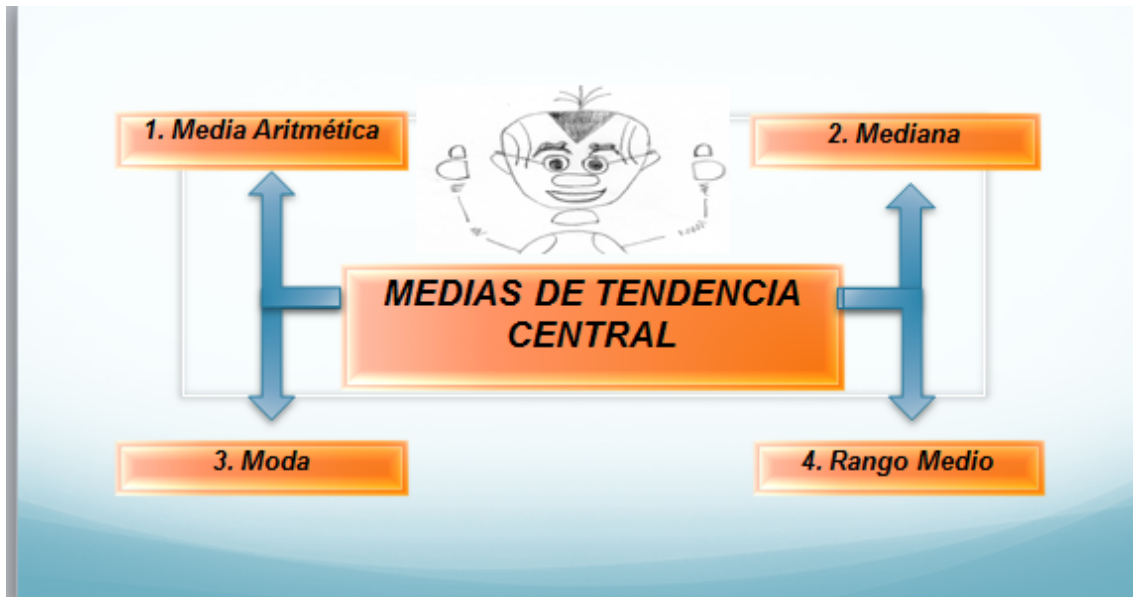 1. Media Aritmética
2. Mediana
MEDIAS DE TENDENCIA
CENTRAL
3. Moda
4. Rango Medio